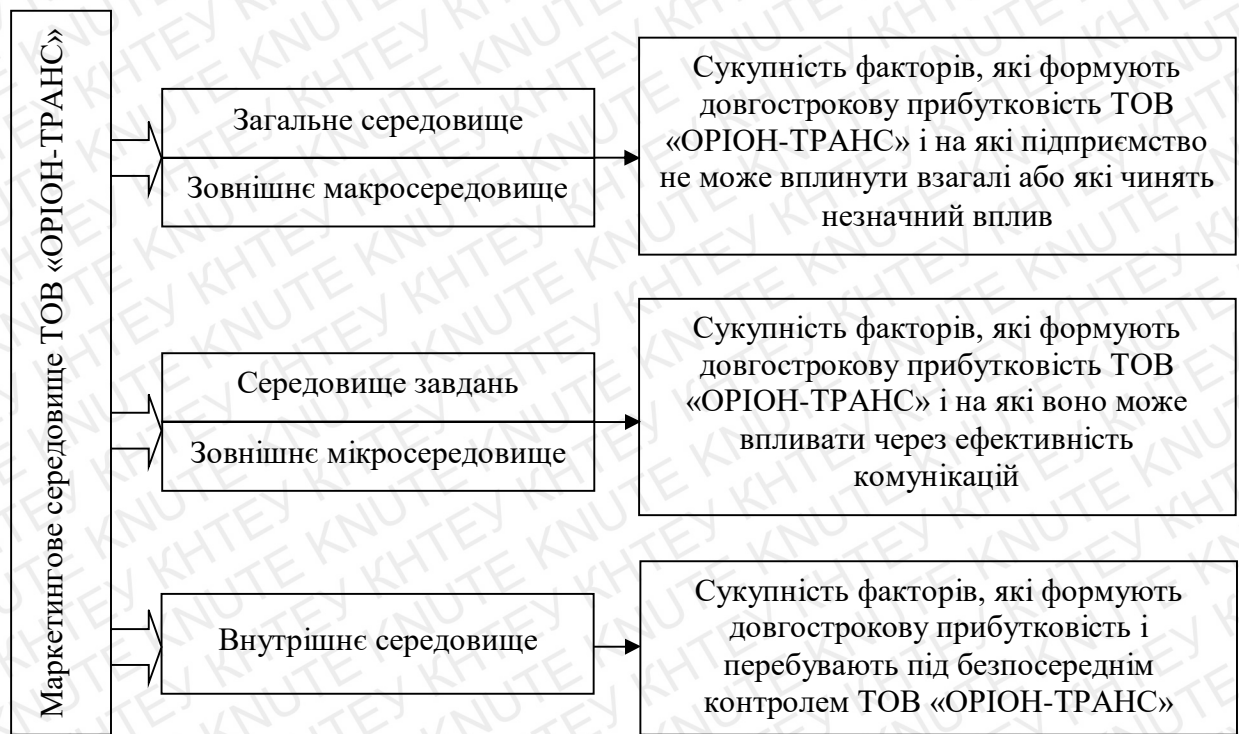 Маркетингове середовище ТОВ «ОРІОН-ТРАНС»
Загальне середовище
Зовнішнє макросередовище
Сукупність факторів, які формують
довгострокову прибутковість ТОВ
«ОРІОН-ТРАНС» і на які підприємство
не може вплинути взагалі або які чинять
незначний вплив
Середовище завдань
Зовнішнє мікросередовище
Сукупність факторів, які формують
довгострокову прибутковість ТОВ
«ОРІОН-ТРАНС» і на які воно може
впливати через ефективність
комунікацій
Внутрішнє середовище
Сукупність факторів, які формують
довгострокову прибутковість і
перебувають під безпосереднім
контролем ТОВ «ОРІОН-ТРАНС»
KNUTE КНТЕУ